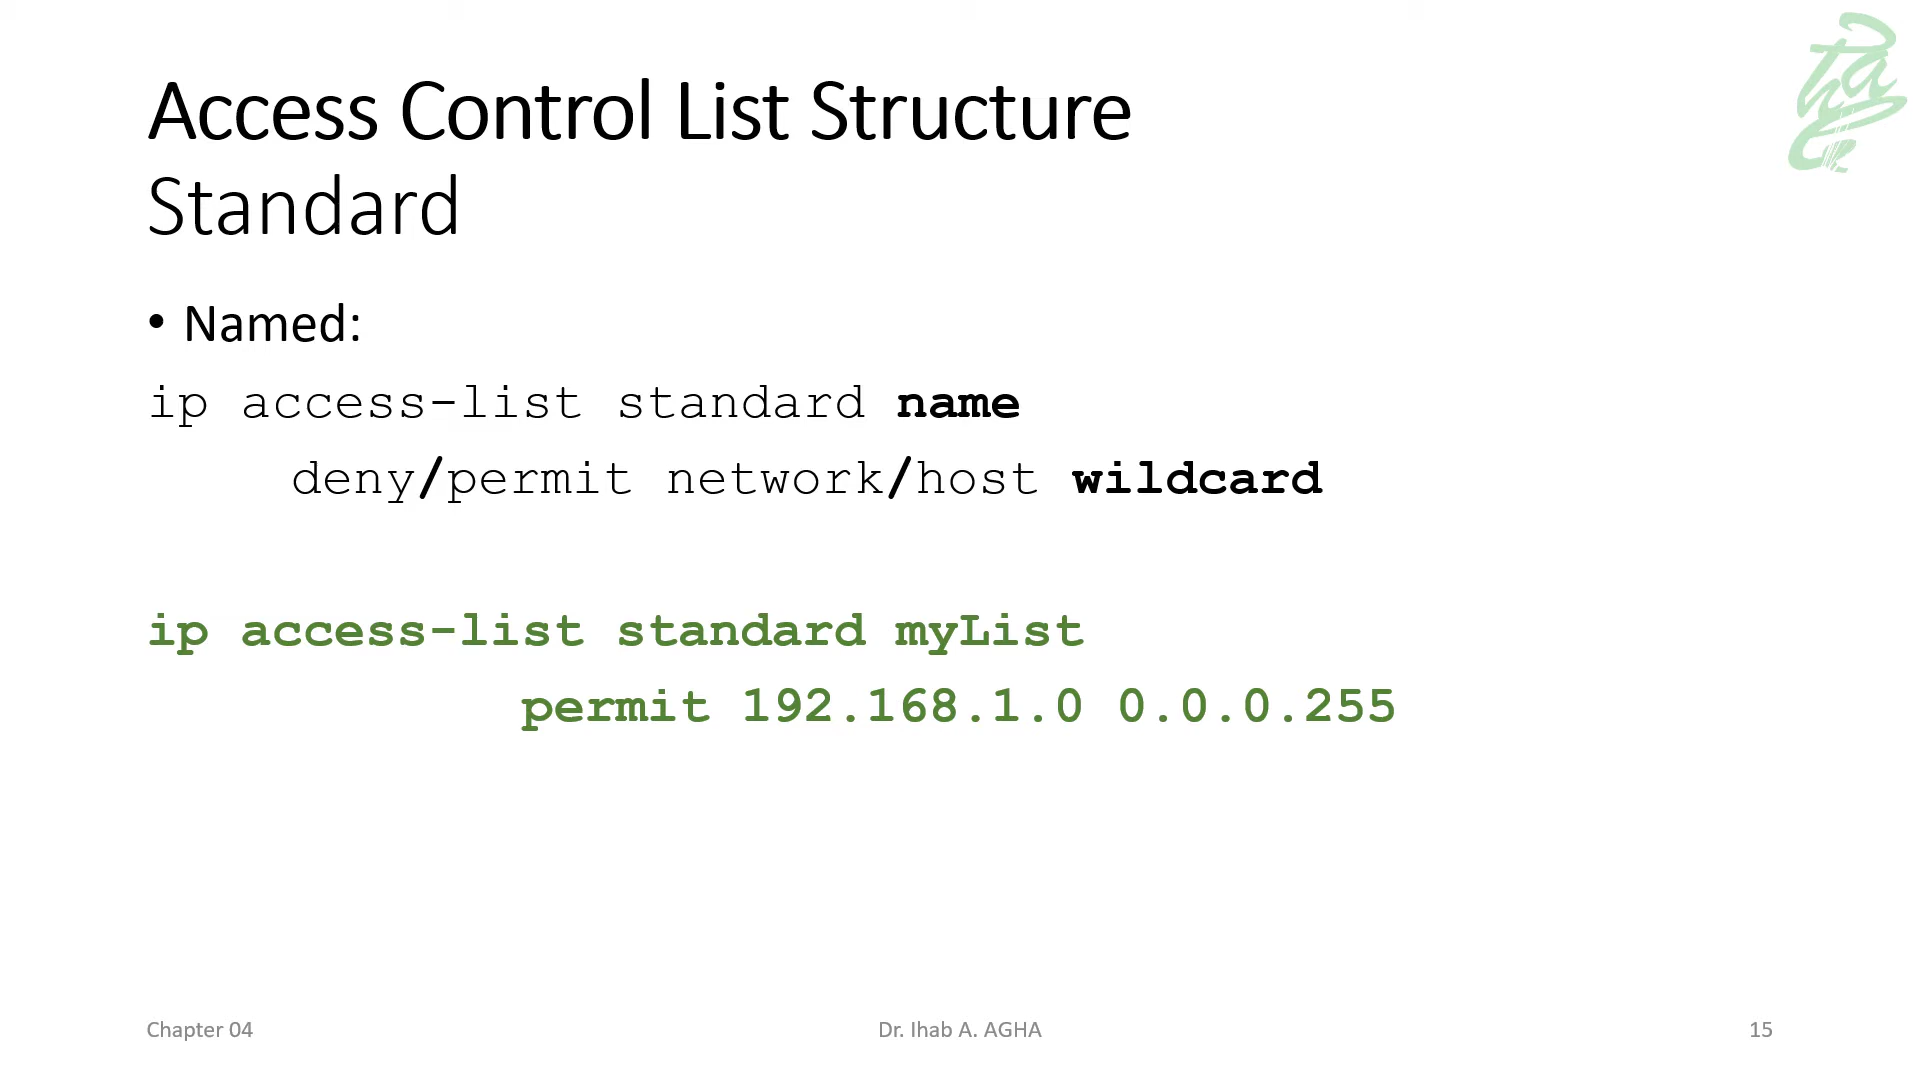 Access Control List Structure
Standard
• Named:
ip access-list standard name
deny/permit network/host wildcard
ip access-list standard myList
permit 192.168.1.0 0.0.0.255
Chapter 04
Dr. Ihab A. AGHA
15